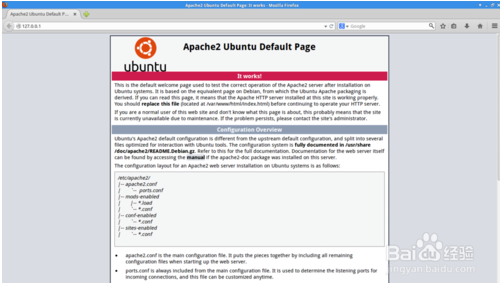 Apache2 Ubuntu Default Page: It works - Mozilla Firefox
Apache2 Ubuntu Default P...
127.0.0.1
Google
Apache2 Ubuntu Default Page
ubuntu
It works!
This is the default welcome page used to test the correct operation of the Apache2 server after installation on
Ubuntu systems. It is based on the equivalent page on Debian, from which the Ubuntu Apache packaging is
derived. If you can read this page, it means that the Apache HTTP server installed at this site is working properly.
You should replace this file (located at /var/www/html/index.html) before continuing to operate your HTTP server.
If you are a normal user of this web site and don't know what this page is about, this probably means that the site
is currently unavailable due to maintenance. If the problem persists, please contact the site's administrator.
Configuration Overview
Ubuntu's Apache2 default configuration is different from the upstream default configuration, and split into several
files optimized for interaction with Ubuntu tools. The configuration system is fully documented in /usr/share
/doc/apache2/README.Debian.gz. Refer to this for the full documentation. Documentation for the web server itself
can be found by accessing the manual if the apache2-doc package was installed on this server.
The configuration layout for an Apache2 web server installation on Ubuntu systems is as follows:
/etc/apache2/
|-- apache2.conf
|       `-- ports.conf
|-- mods-enabled
|       |-- *.load
|       `-- *.conf
|-- conf-enabled
|       `-- *.conf
|-- sites-enabled
|       `-- *.conf
• apache2.conf is the main configuration file. It puts the pieces together by including all remaining
configuration files when starting up the web server.
• ports.conf is always included from the main configuration file. It is used to determine the listening ports for
incoming connections, and this file can be customized anytime.
Baidu 经验
jingyan.baidu.com